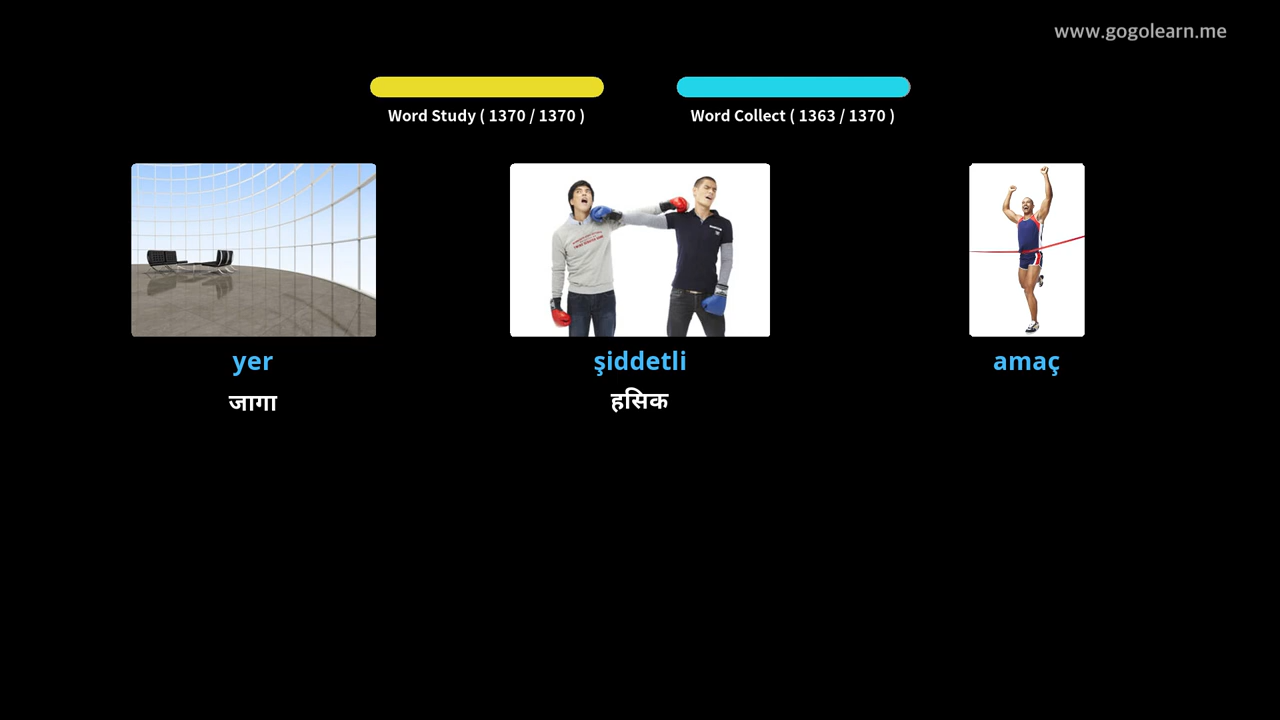 www.gogolearn.me
Word Study ( 1370 / 1370 )
Word Collect ( 1363 / 1370 )
yer
şiddetli
amaç
जागा
हसिक